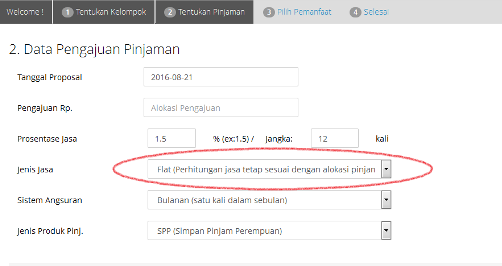 Welcome !
1 Tentukan Kelompok
2 Tentukan Pinjaman
3 Pilih Pemanfaat
4 Selesai
2. Data Pengajuan Pinjaman
Tanggal Proposal 2016-08-21
Pengajuan Rp. Alokasi Pengajuan
Prosentase Jasa 1.5 % (ex:1.5) / Jangka: 12 kali
Jenis Jasa Flat (Perhitungan jasa tetap sesuai dengan alokasi pinjan
Sistem Angsuran Bulanan (satu kali dalam sebulan)
Jenis Produk Pinj. SPP (Simpan Pinjam Perempuan)